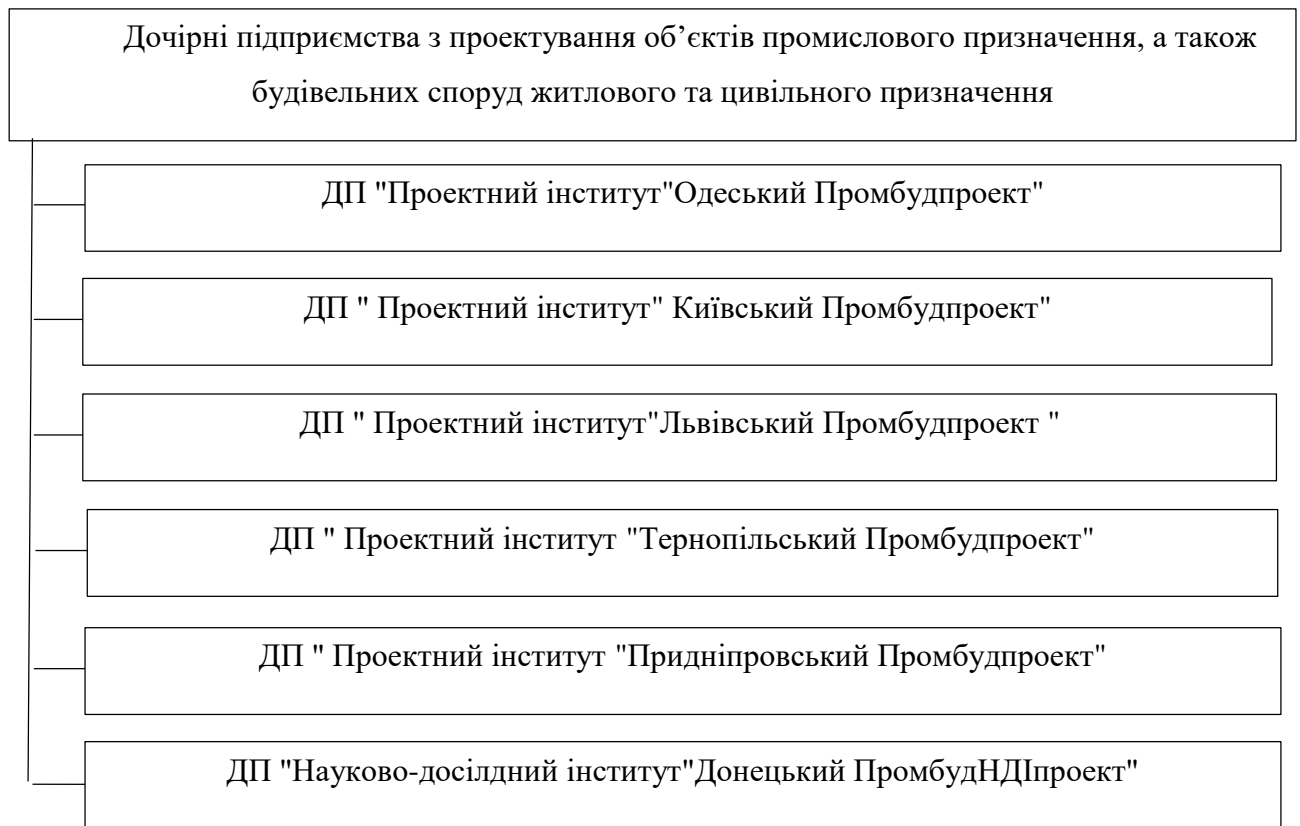 Дочірні підприємства з проектування об’єктів промислового призначення, а також
будівельних споруд житлового та цивільного призначення
ДП "Проектний інститут"Одеський Промбудпроект"
ДП " Проектний інститут" Київський Промбудпроект"
ДП " Проектний інститут"Львівський Промбудпроект "
ДП " Проектний інститут "Тернопільський Промбудпроект"
ДП " Проектний інститут "Придніпровський Промбудпроект"
ДП "Науково-досілдний інститут"Донецький ПромбудНДІпроект"